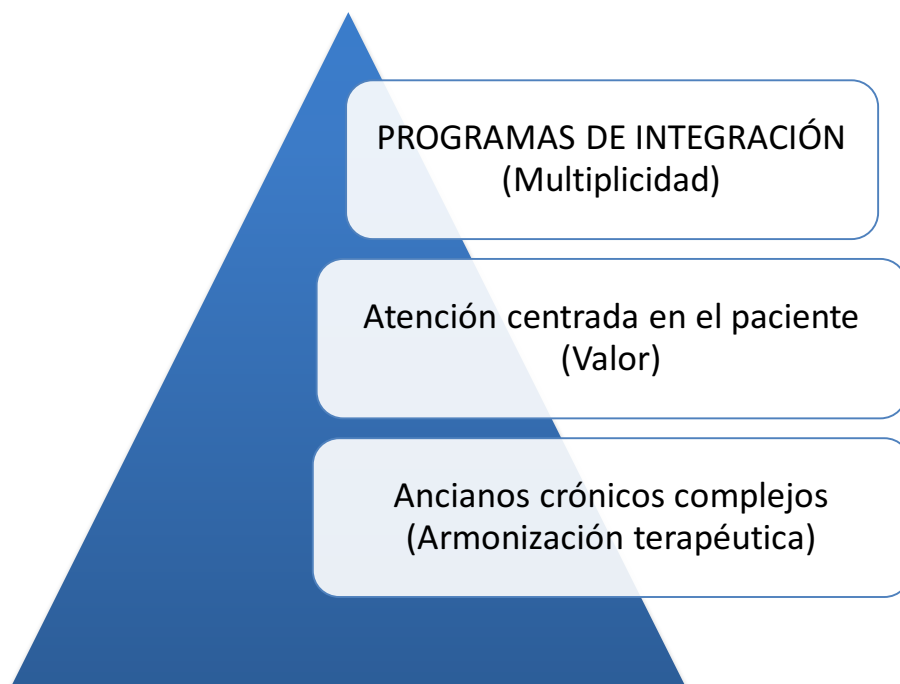 PROGRAMAS DE INTEGRACIÓN
(Multiplicidad)
Atención centrada en el paciente
(Valor)
Ancianos crónicos complejos
(Armonización terapéutica)